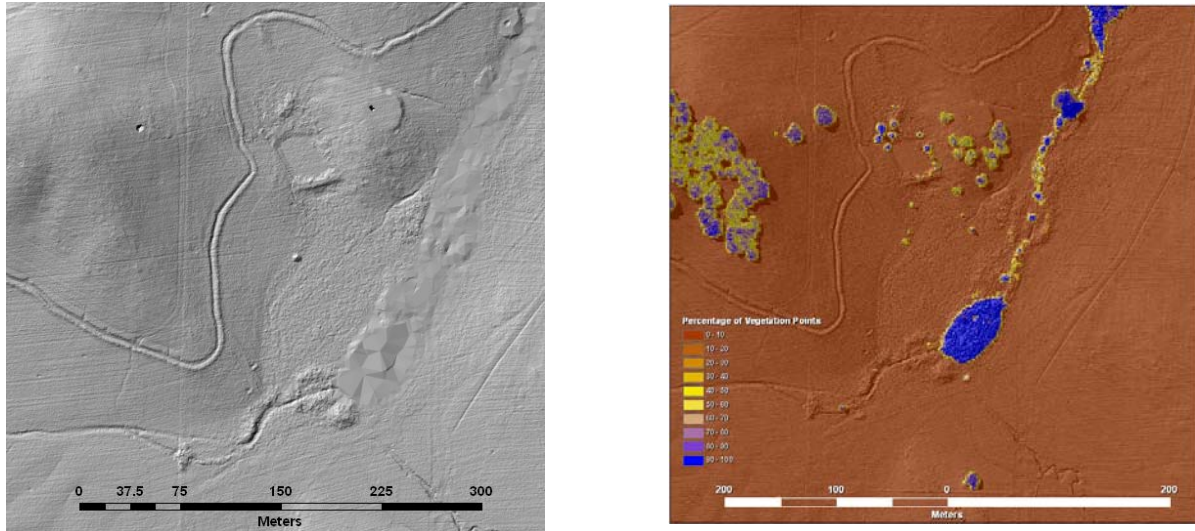 0 37.5 75 150 225 300
Meters
Percentage of Vegetation Points
0 - 10
10 - 20
20 - 30
30 - 40
40 - 50
50 - 60
60 - 70
70 - 80
80 - 90
90 - 100
200 100 0 200
Meters